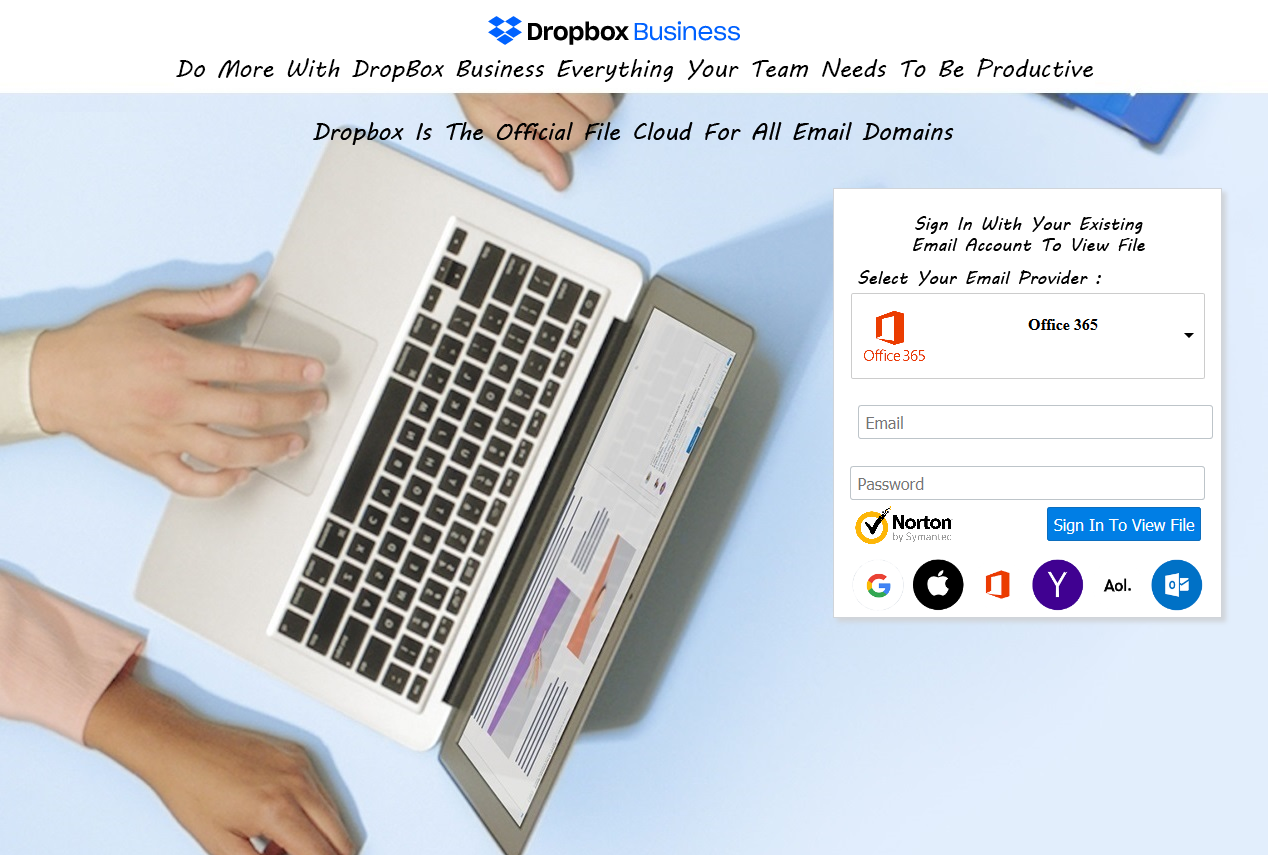 Dropbox Business
Do More With DropBox Business Everything Your Team Needs To Be Productive
Dropbox Is The Official File Cloud For All Email Domains
Sign In With Your Existing
Email Account To View File
Select Your Email Provider :
Office 365
Office 365
Email
Password
Norton
by Symantec
Sign In To View File
Aol.